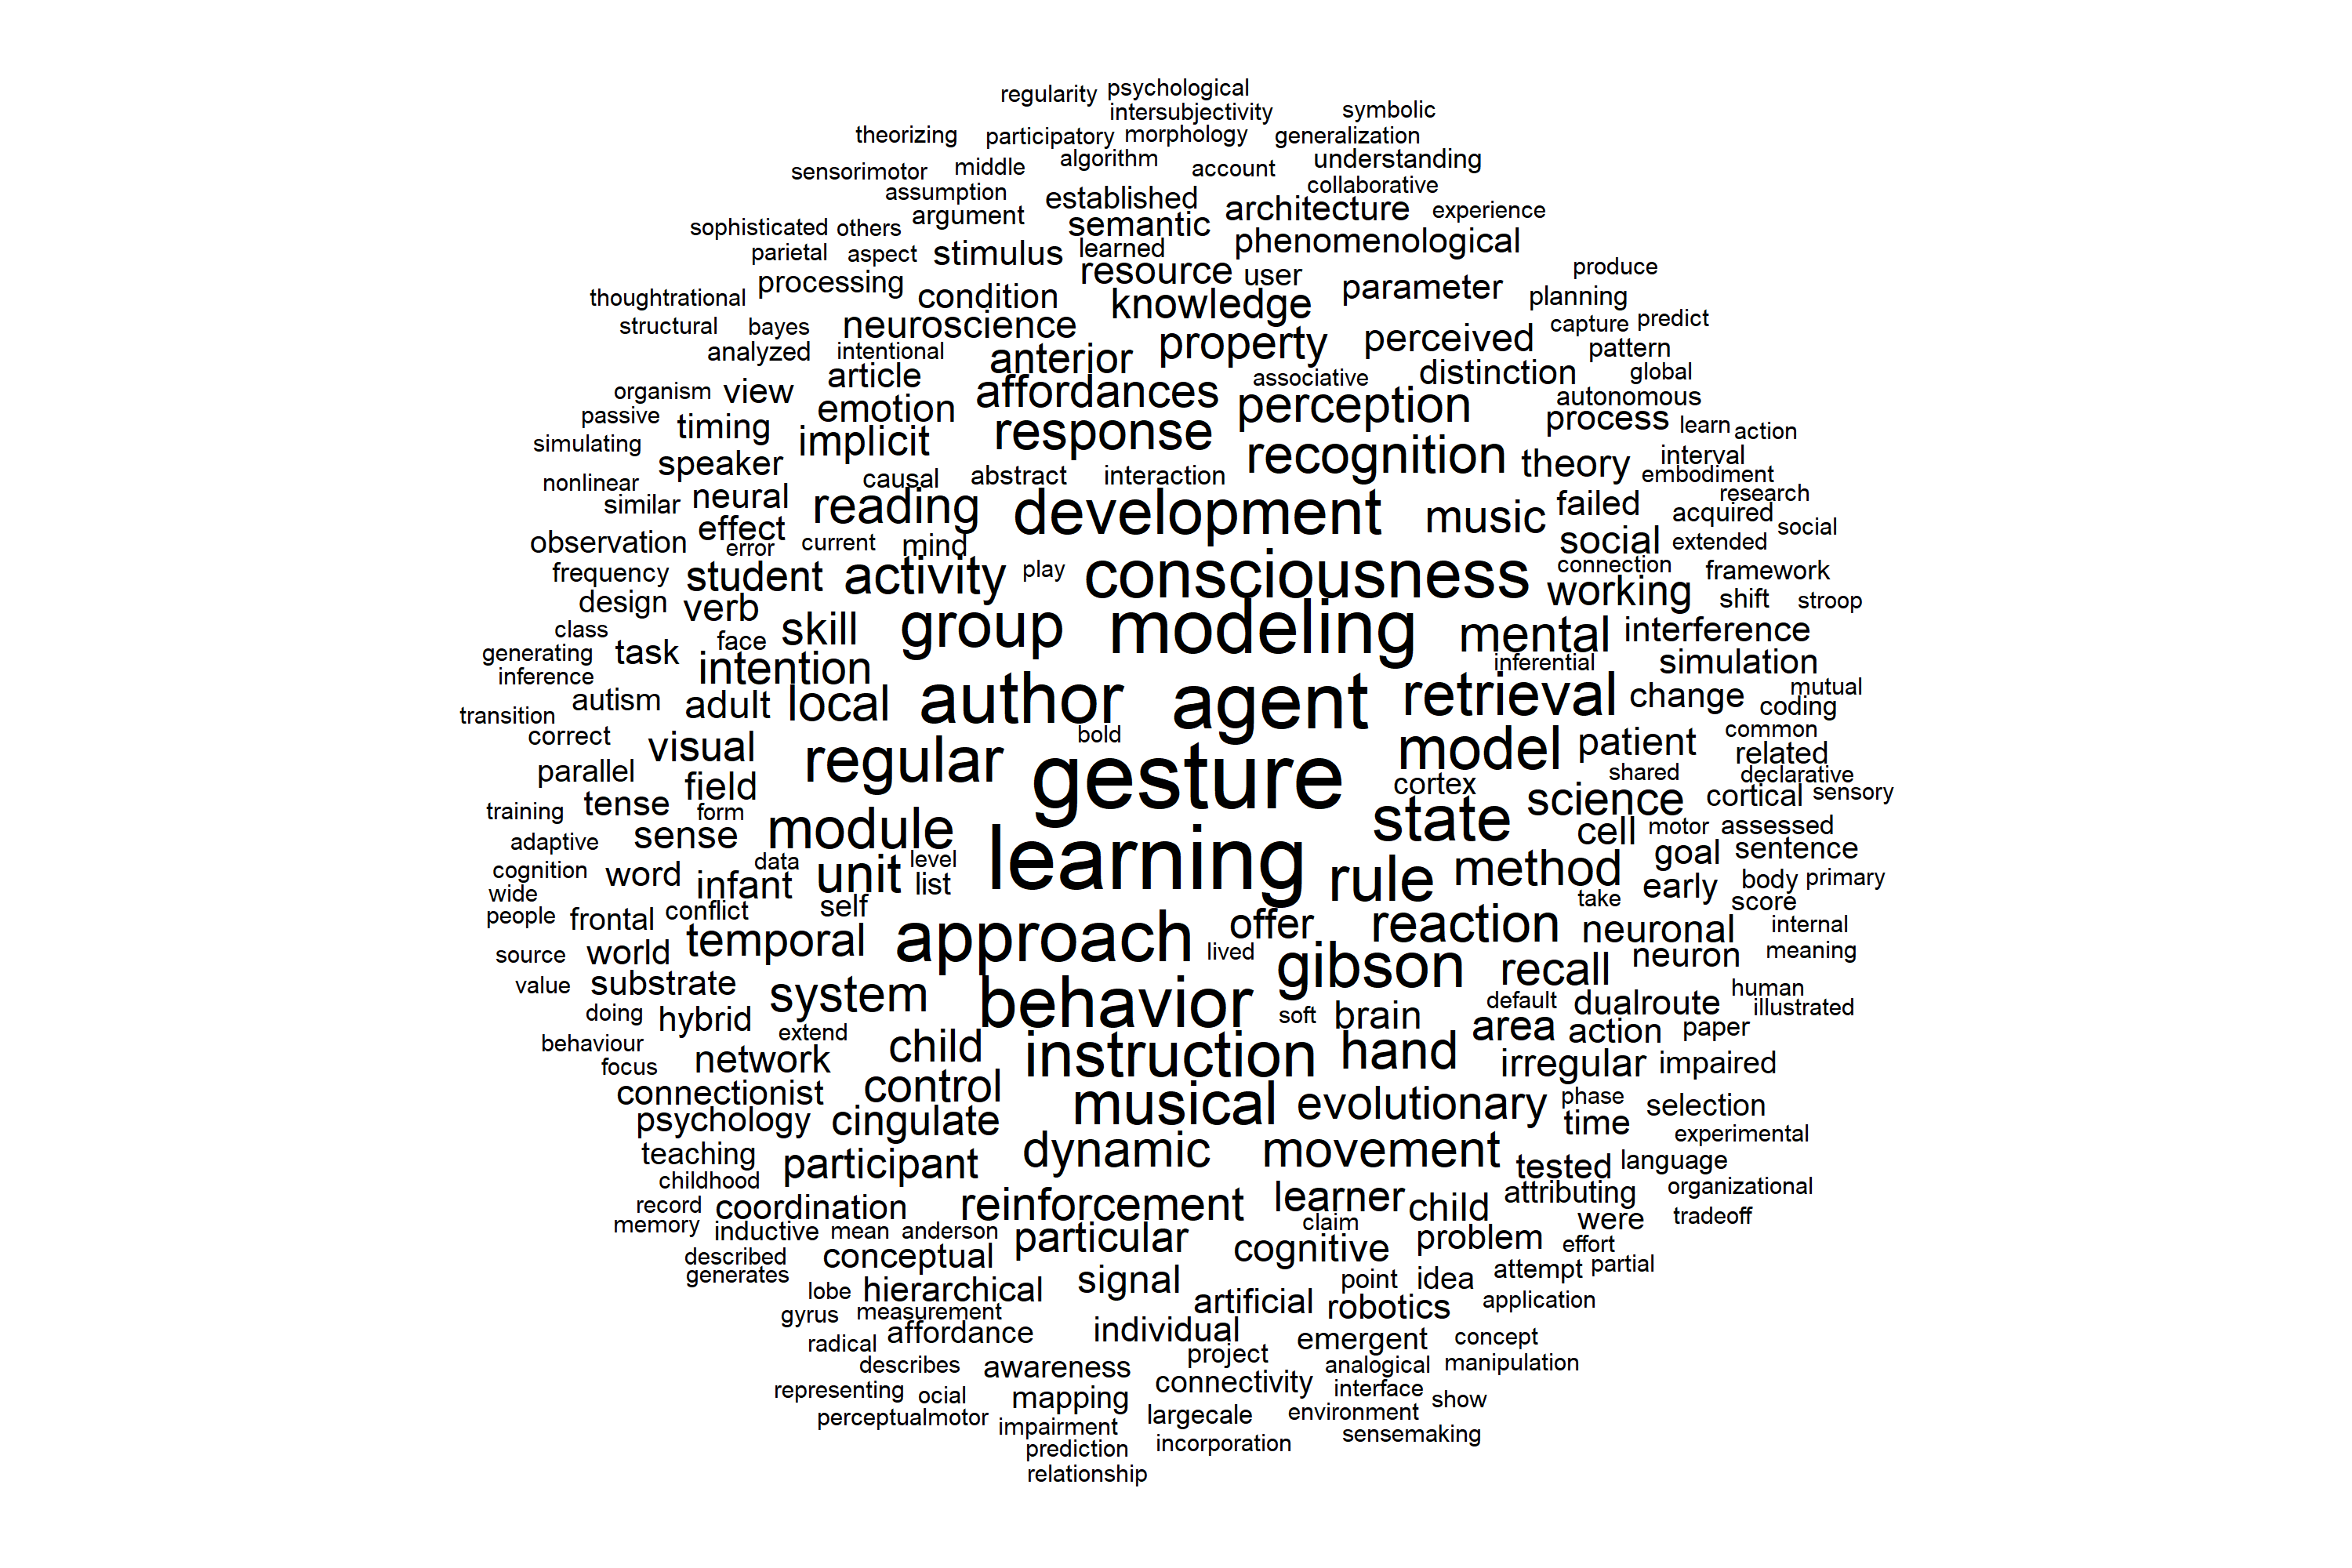 regularity psychological
intersubjectivity symbolic
theorizing participatory morphology generalization
sensorimotor middle algorithm account understanding
assumption established collaborative
sophisticated others argument semantic architecture experience
parietal aspect stimulus learned phenomenological
processing resource user produce
thoughtrational condition knowledge parameter planning
structural bayes neuroscience property perceived capture predict
analyzed intentional anterior pattern
organism view article affordances associative distinction global
passive emotion perception autonomous
simulating timing implicit response process learn action
speaker recognition theory interval
nonlinear causal abstract interaction embodiment
similar neural reading development music failed research
observation effect error current mind social acquired social extended
frequency student activity play consciousness connection framework
design verb working shift stroop
class skill group modeling mental interference
generating task face
inference intention inferential simulation
transition autism adult local author agent retrieval change mutual coding
correct visual bold model patient common related
parallel regular gesture cortex shared declarative
training tense field form state science cortical sensory
adaptive sense module cell motor assessed
cognition word data level learning rule method goal sentence
wide infant unit list take early body primary
people frontal conflict self offer reaction score
source world temporal approach lived neuronal internal
value substrate gibson recall neuron meaning
doing hybrid system behavior default dualroute human illustrated
behaviour extend soft brain area action paper
focus network child instruction hand irregular impaired
connectionist control musical evolutionary phase selection
psychology cingulate time experimental
teaching participant dynamic movement tested language
childhood attributing organizational
record coordination reinforcement learner child
memory inductive mean anderson claim were tradeoff
described conceptual particular cognitive problem effort
generates signal point idea attempt partial
lobe hierarchical artificial robotics application
gyrus measurement
radical affordance individual emergent concept
describes awareness project analogical manipulation
representing ocial mapping connectivity interface show
perceptualmotor impairment largecale environment
prediction incorporation sensemaking
relationship